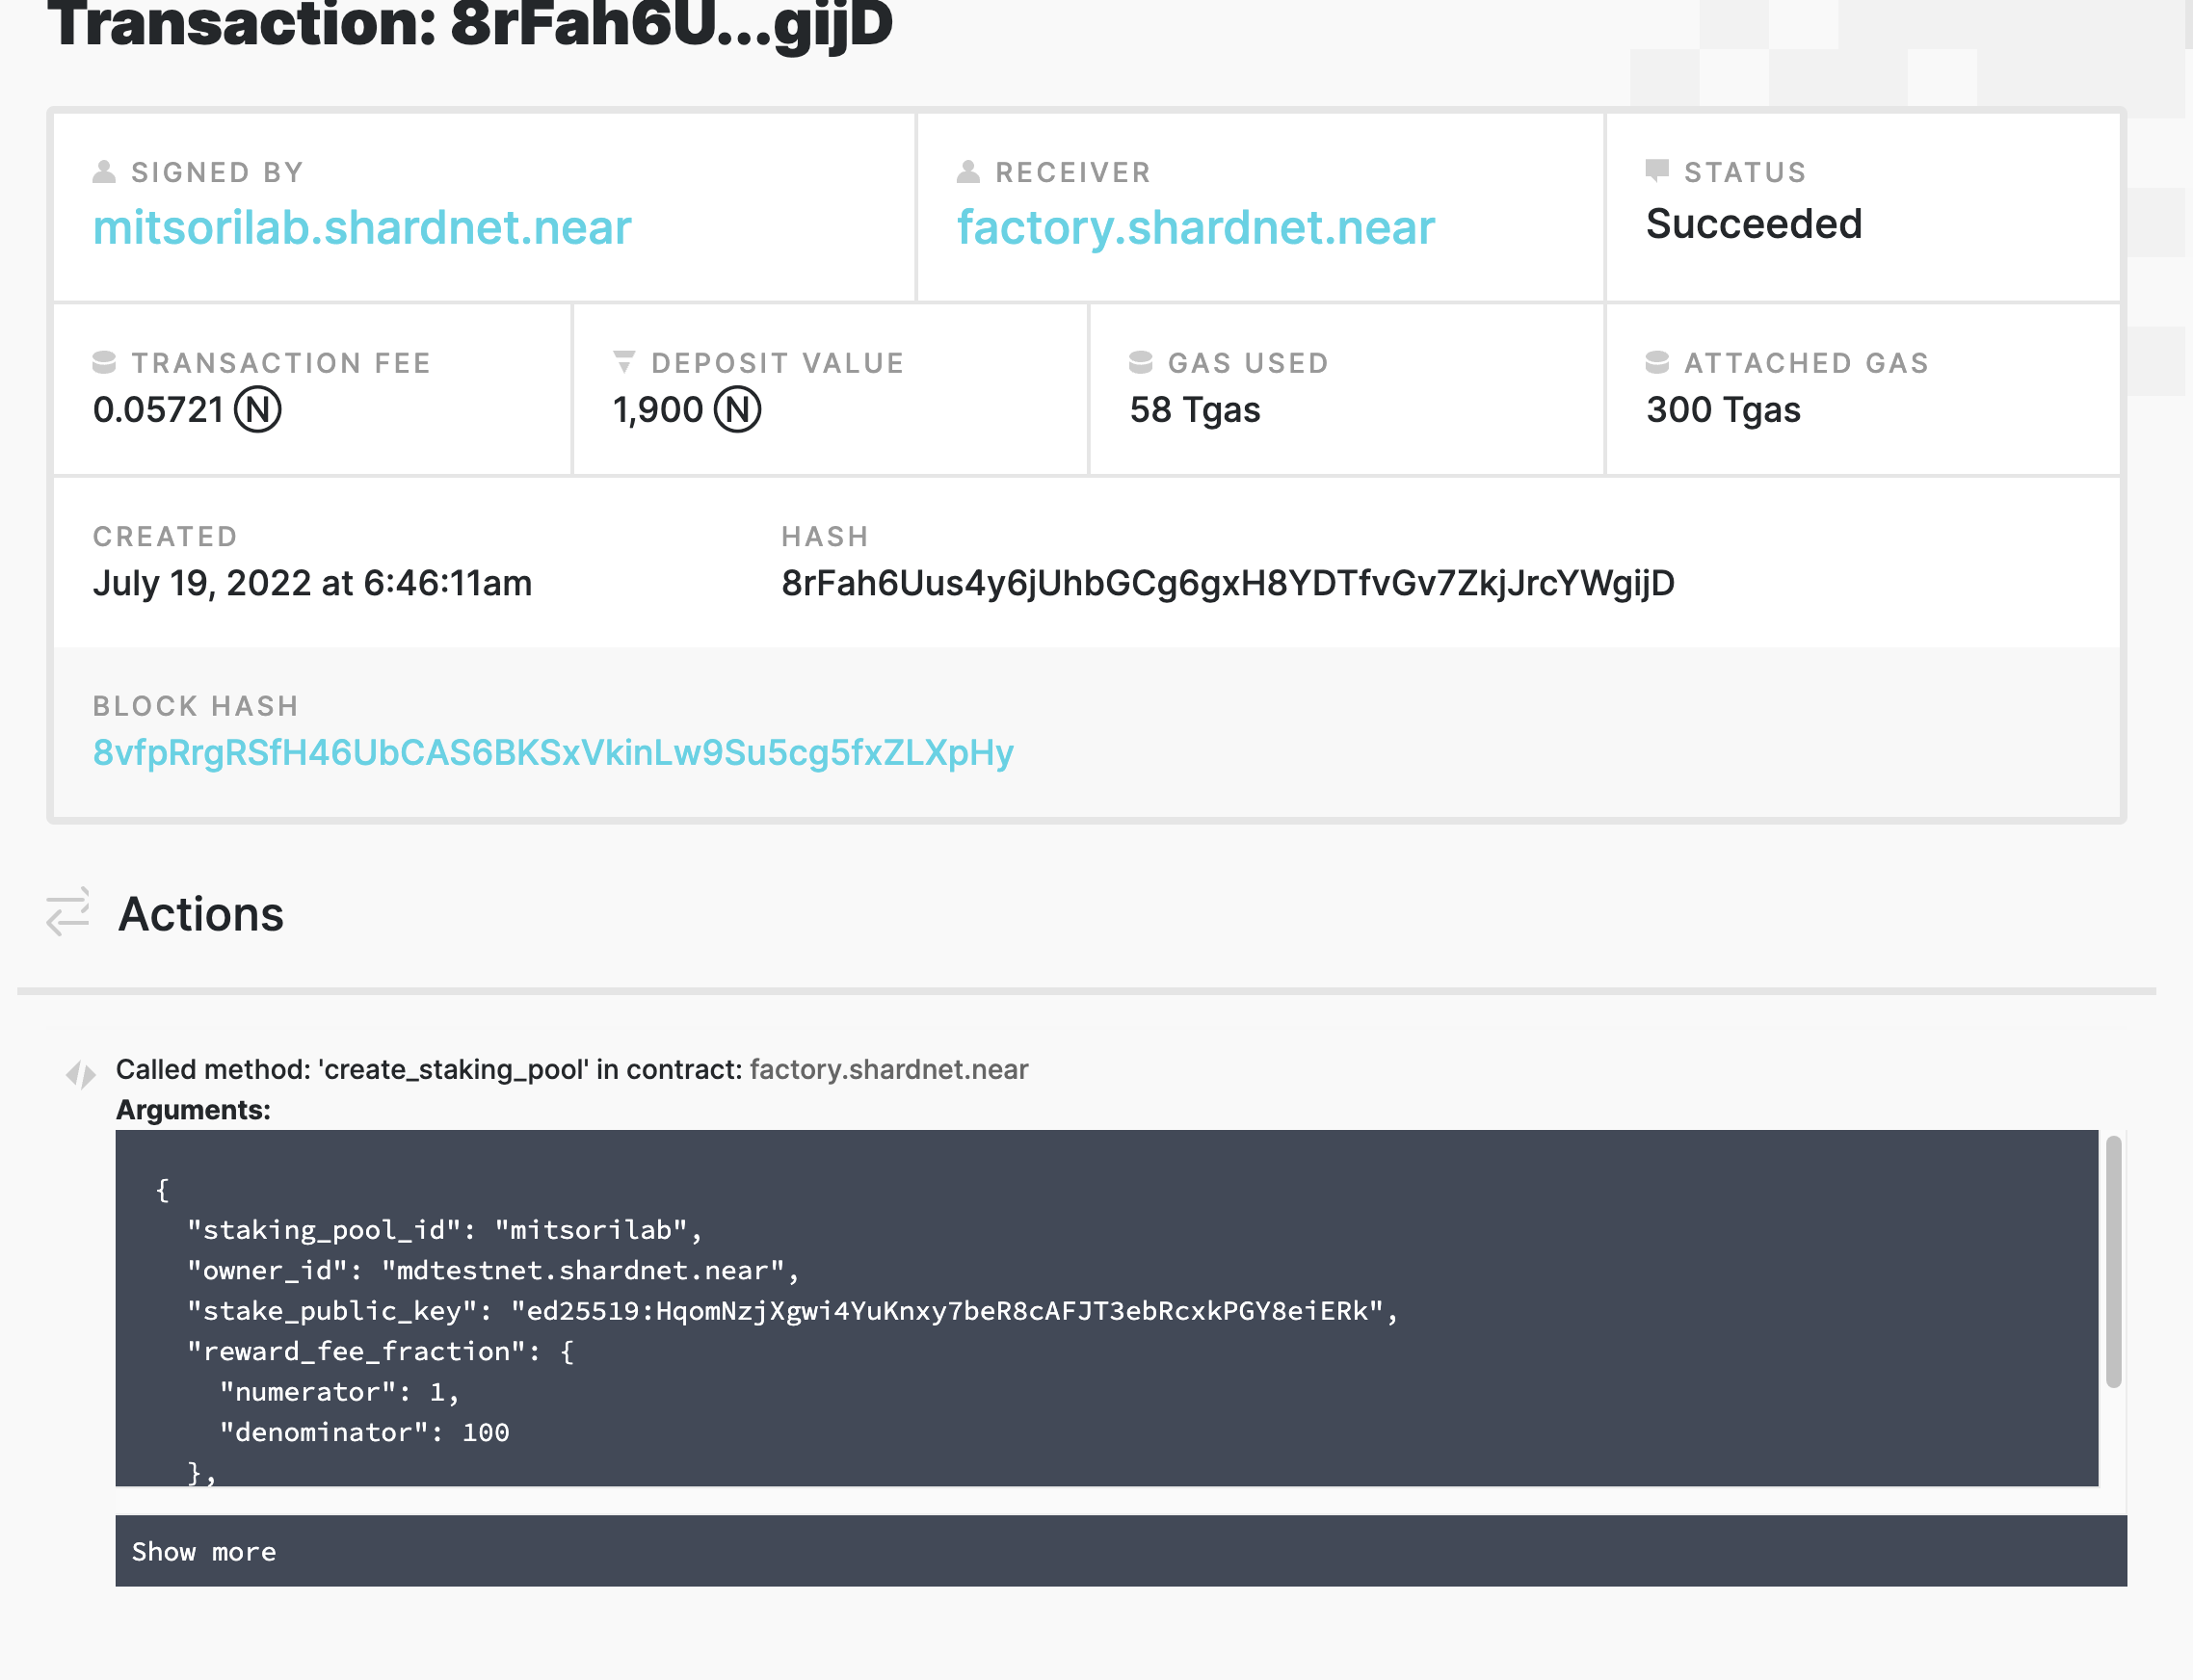 Transaction: 8rFah6U...gijD
SIGNED BY
mitsorilab.shardnet.near
RECEIVER
factory.shardnet.near
STATUS
Succeeded
TRANSACTION FEE
0.05721 Ⓝ
DEPOSIT VALUE
1,900 Ⓝ
GAS USED
58 Tgas
ATTACHED GAS
300 Tgas
CREATED
July 19, 2022 at 6:46:11am
HASH
8rFah6Uus4y6jUhbGCg6gxH8YDTfvGv7ZkjJrcYWgijD
BLOCK HASH
8vfpRrgRSfH46UbCAS6BKSxVkinLw9Su5cg5fxZLXpHy
Actions
Called method: 'create_staking_pool' in contract: factory.shardnet.near
Arguments:
{
"staking_pool_id": "mitsorilab",
"owner_id": "mdtestnet.shardnet.near",
"stake_public_key": "ed25519:HqomNzjXgwi4YuKnxy7beR8cAFJT3ebRcxkPGY8eiERk",
"reward_fee_fraction": {
"numerator": 1,
"denominator": 100
},
Show more